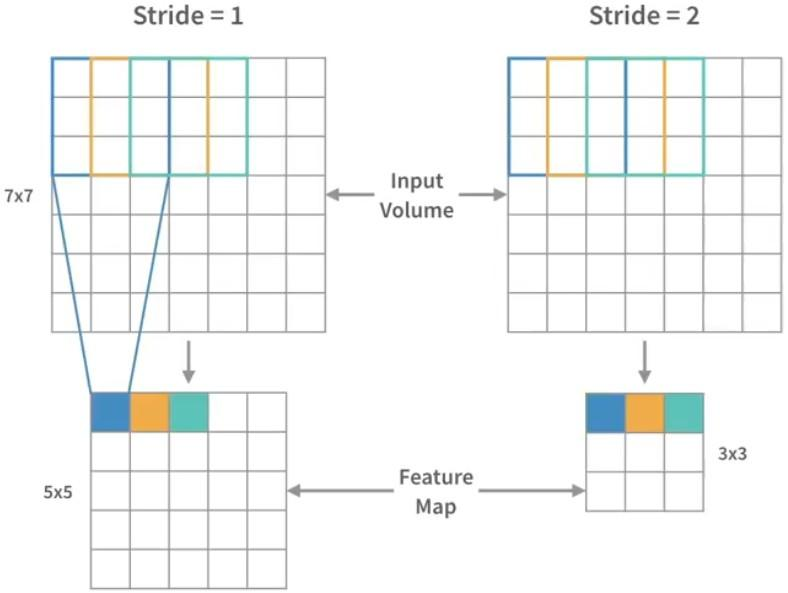 Stride = 1
Stride = 2
7x7
Input
Volume
3x3
5x5
Feature
Map